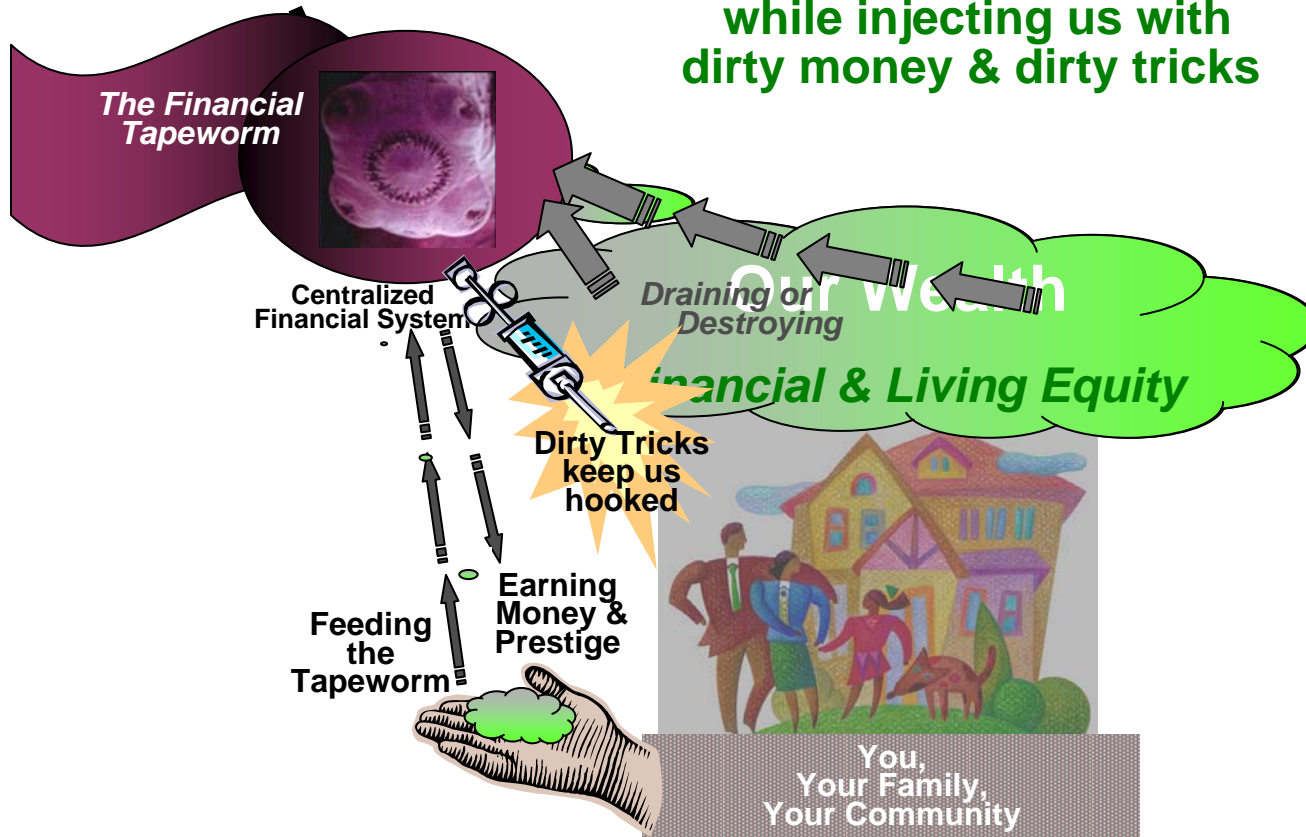 while injecting us with
dirty money & dirty tricks
The Financial
Tapeworm
Our Wealth
Draining or
Destroying
inancial & Living Equity
Centralized
Financial System
Dirty Tricks
keep us
hooked
Earning
Money &
Prestige
Feeding
the
Tapeworm
You,
Your Family,
Your Community